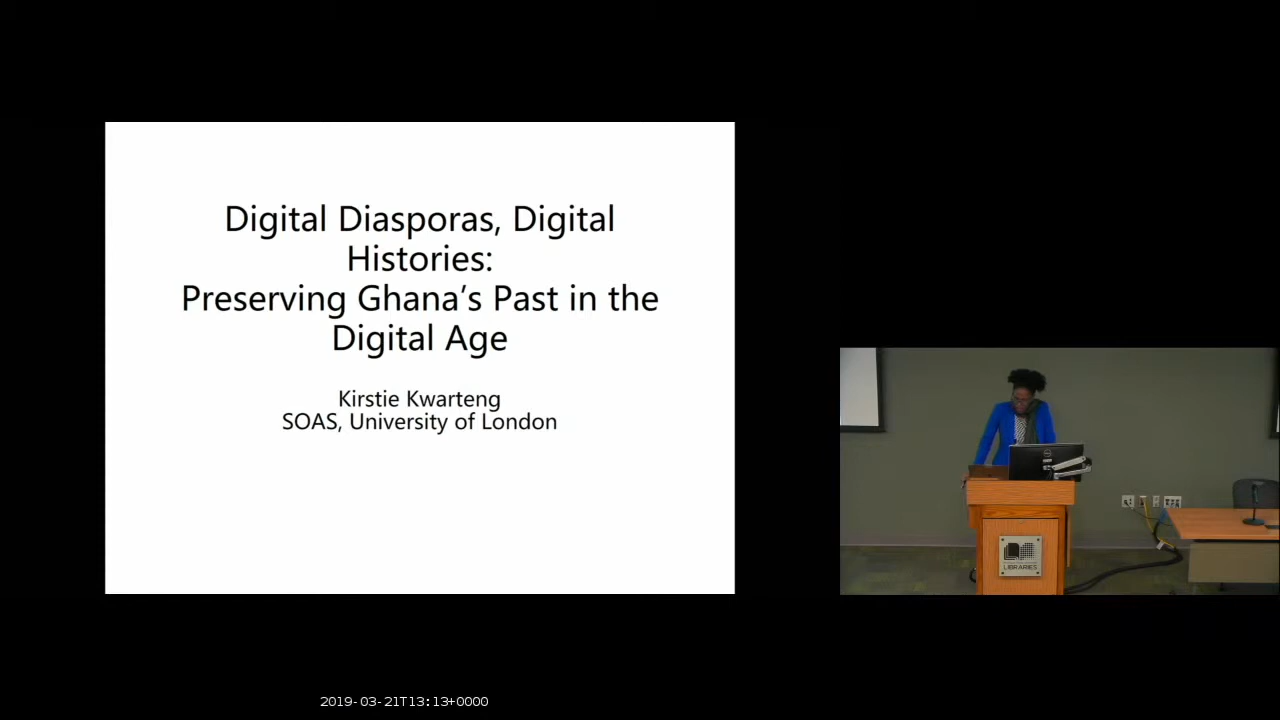 Digital Diasporas, Digital
Histories:
Preserving Ghana’s Past in the
Digital Age
Kirstie Kwarteng
SOAS, University of London
LIBRARIES
2019-03-21T13:13+0000